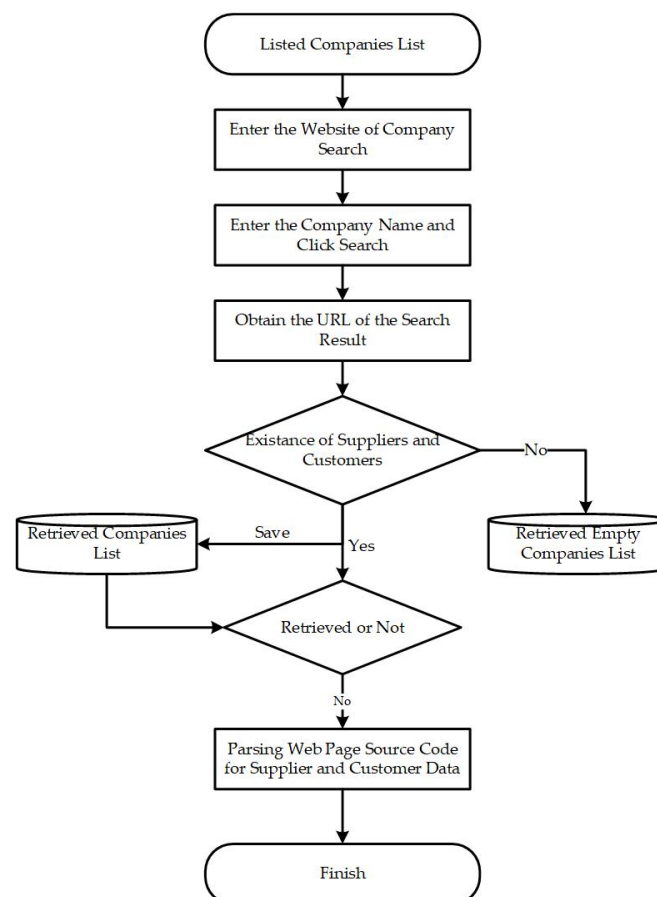 Listed Companies List
Enter the Website of Company
Search
Enter the Company Name and
Click Search
Obtain the URL of the Search
Result
Existance of Suppliers and
Customers
No
Retrieved Companies
List
Save
Yes
Retrieved Empty
Companies List
Retrieved or Not
No
Parsing Web Page Source Code
for Supplier and Customer Data
Finish